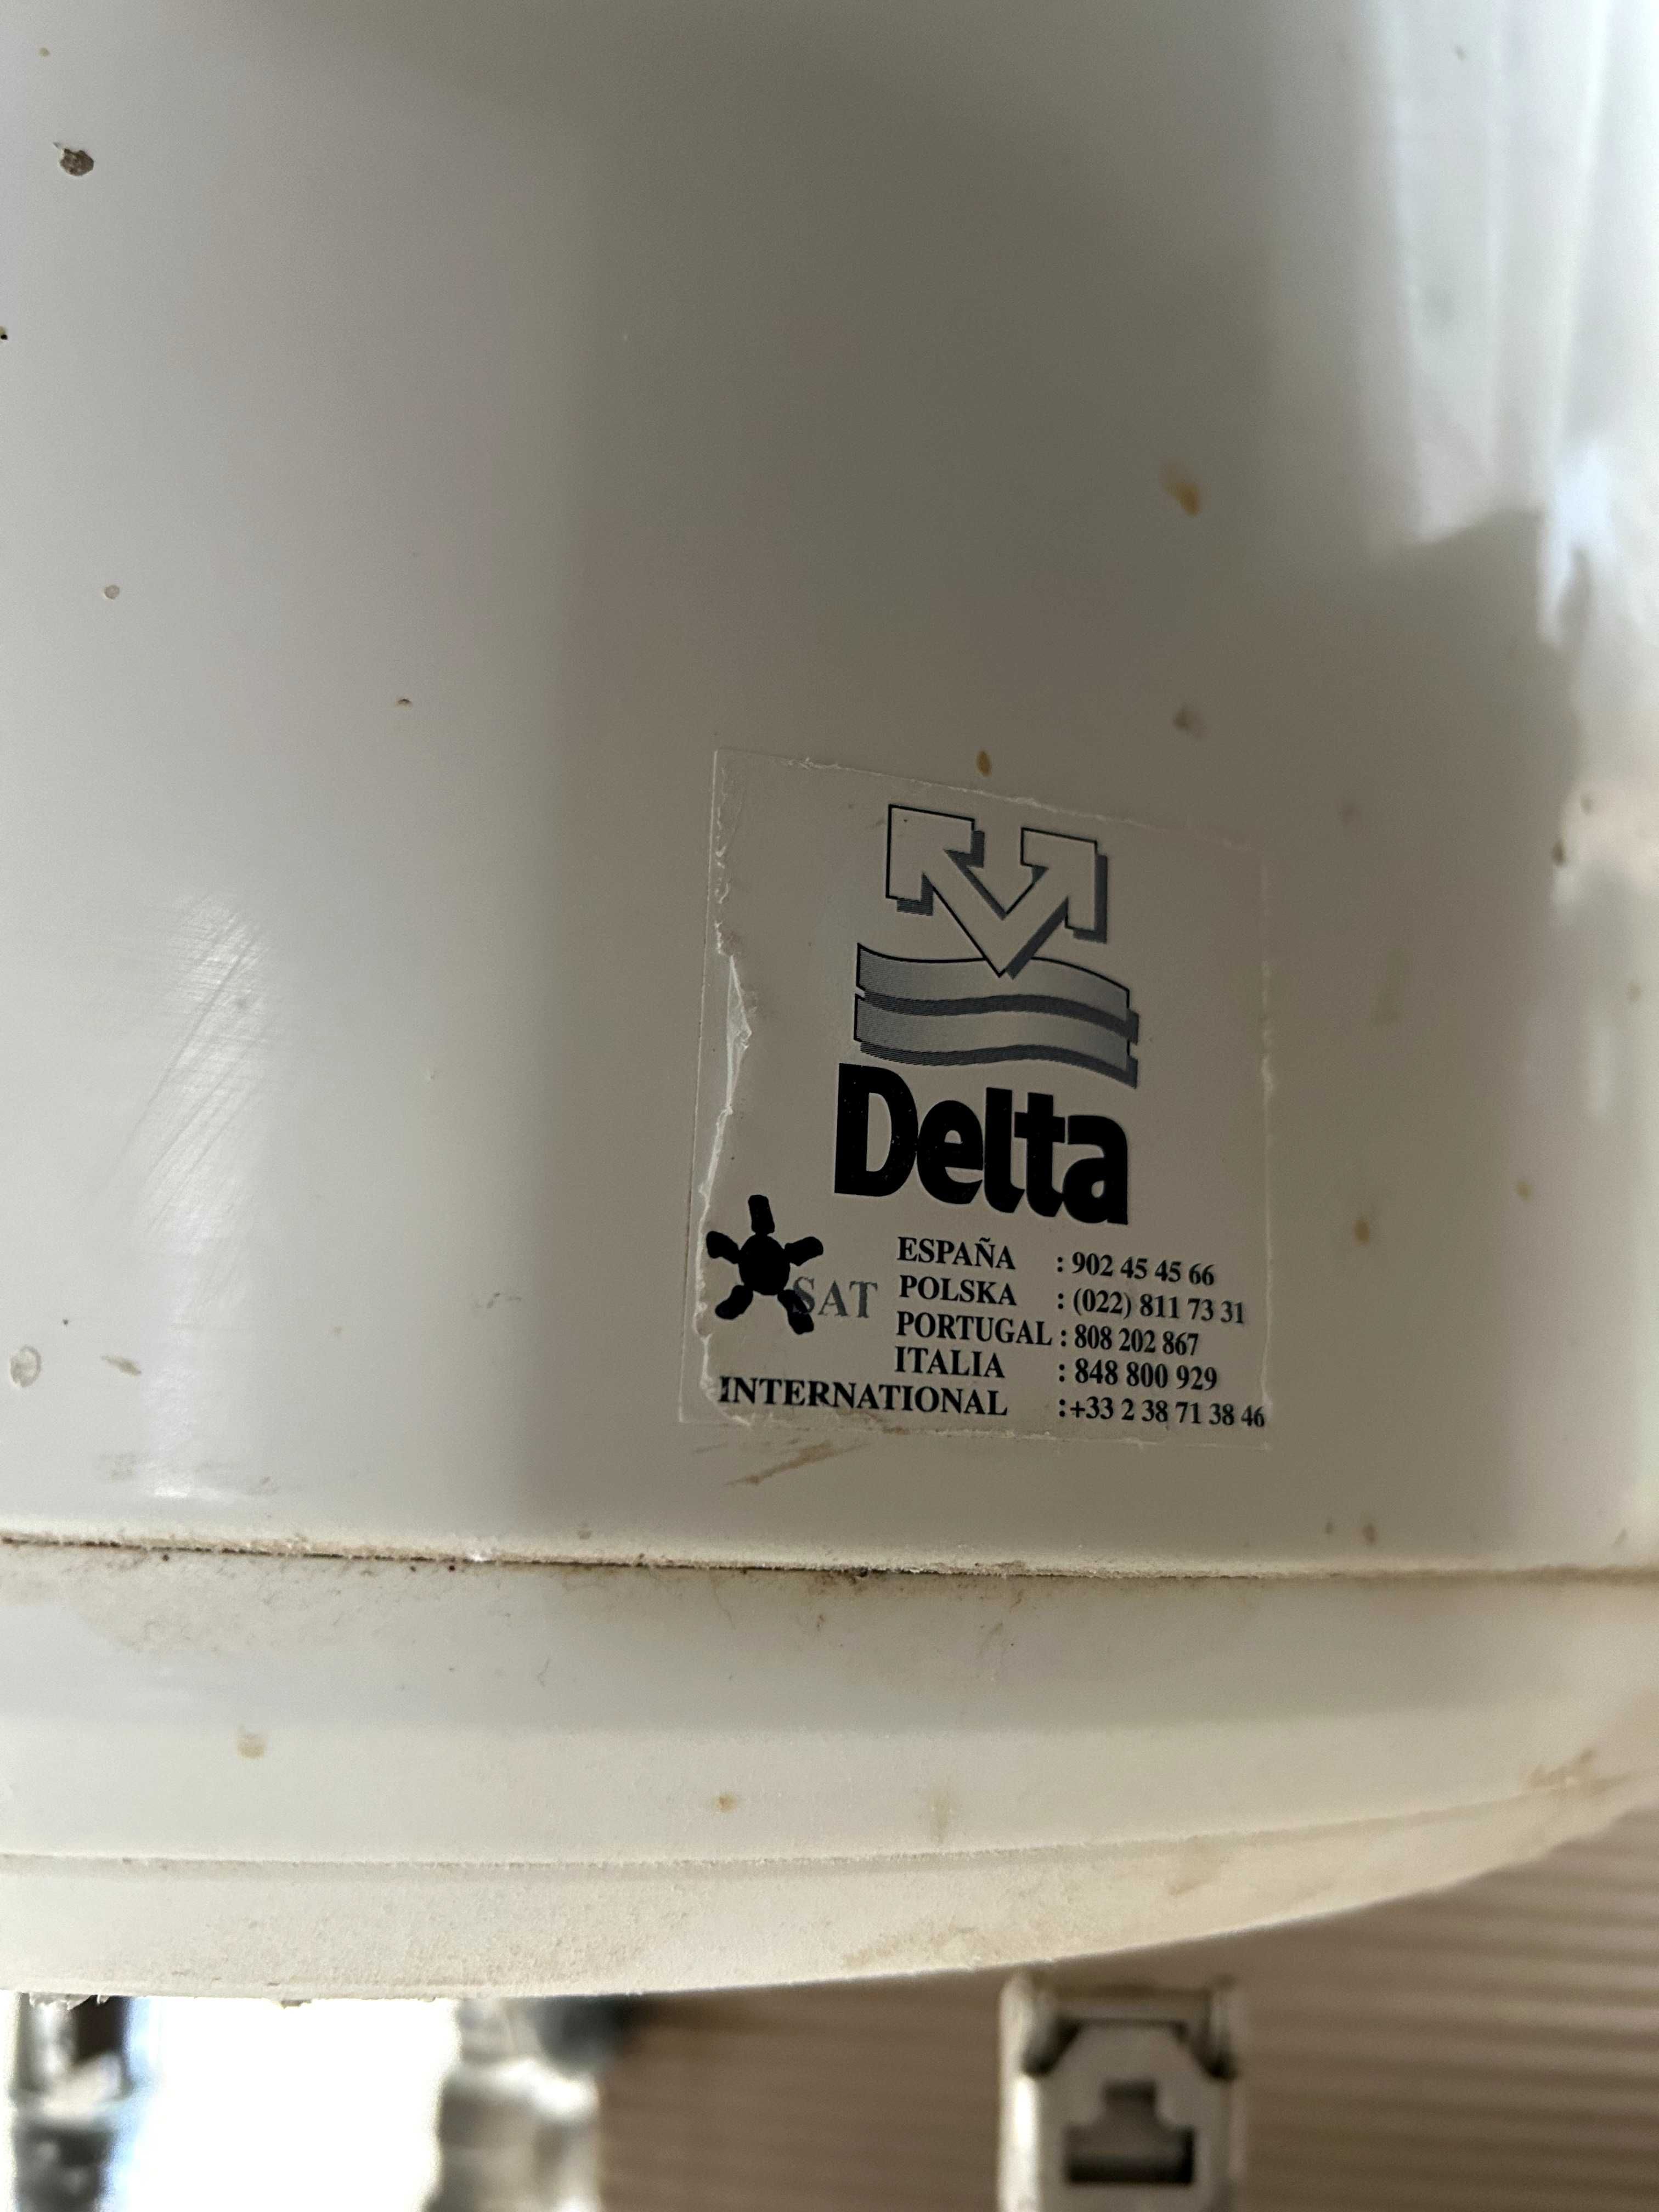 Delta
SAT
ESPAÑA : 902 45 45 66
POLSKA : (022) 811 73 31
PORTUGAL : 808 202 867
ITALIA : 848 800 929
INTERNATIONAL :+33 2 38 71 38 46